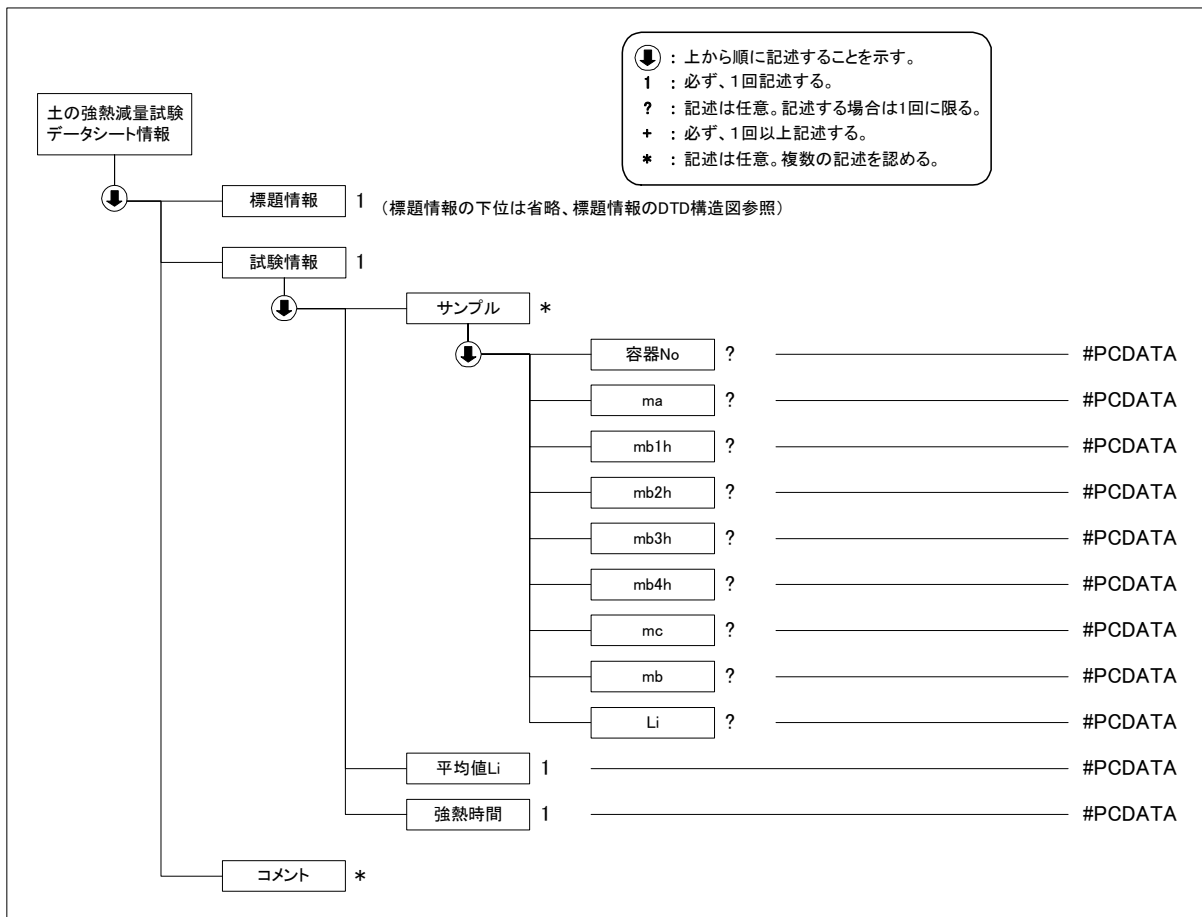 : 上から順に記述することを示す。
1 : 必ず、1回記述する。
? : 記述は任意。記述する場合は1回に限る。
+ : 必ず、1回以上記述する。
* : 記述は任意。複数の記述を認める。
土の強熱減量試験
データシート情報
標題情報 1 (標題情報の下位は省略、標題情報のDTD構造図参照)
試験情報 1
サンプル *
容器No ? #PCDATA
ma ? #PCDATA
mb1h ? #PCDATA
mb2h ? #PCDATA
mb3h ? #PCDATA
mb4h ? #PCDATA
mc ? #PCDATA
mb ? #PCDATA
Li ? #PCDATA
平均値Li 1 #PCDATA
強熱時間 1 #PCDATA
コメント *